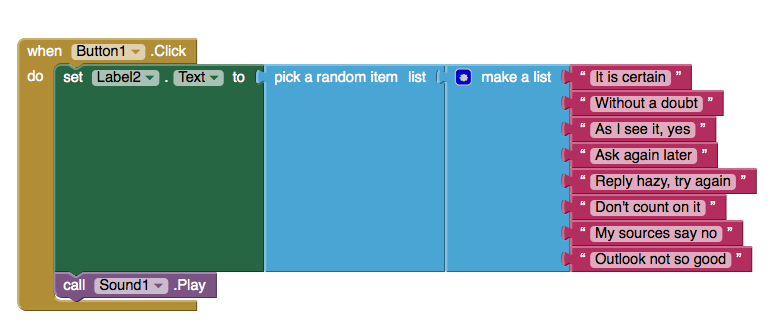 when Button1 .Click
do set Label2 . Text to pick a random item list make a list " It is certain "
" Without a doubt "
" As I see it, yes "
" Ask again later "
" Reply hazy, try again "
" Don't count on it "
" My sources say no "
" Outlook not so good "
call Sound1 .Play